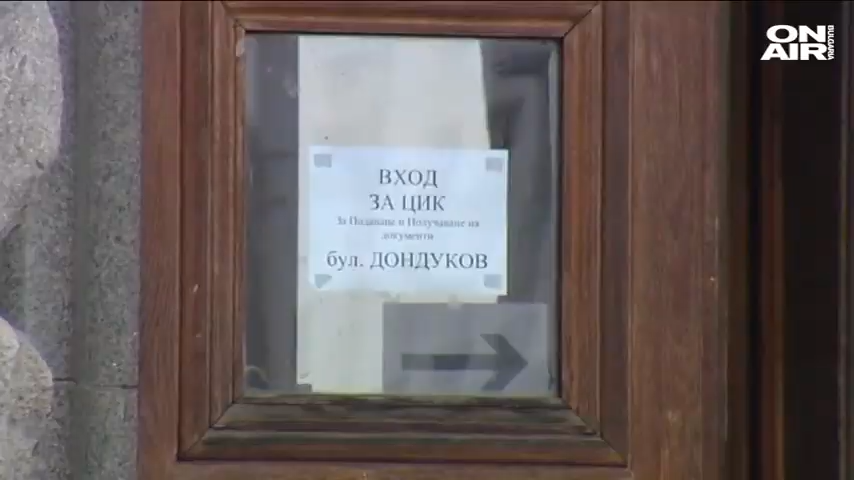 ON
AIR
BULGARIA
ВХОД
ЗА ЦИК
За Подаване и Получаване на
документи
бул. ДОНДУКОВ